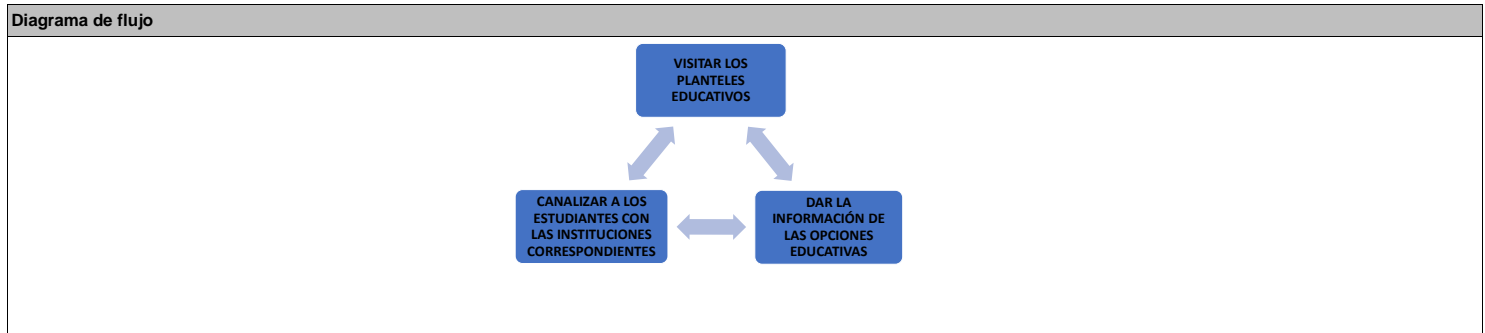 Diagrama de flujo
VISITAR LOS
PLANTELES
EDUCATIVOS
CANALIZAR A LOS
ESTUDIANTES CON
LAS INSTITUCIONES
CORRESPONDIENTES
DAR LA
INFORMACIÓN DE
LAS OPCIONES
EDUCATIVAS